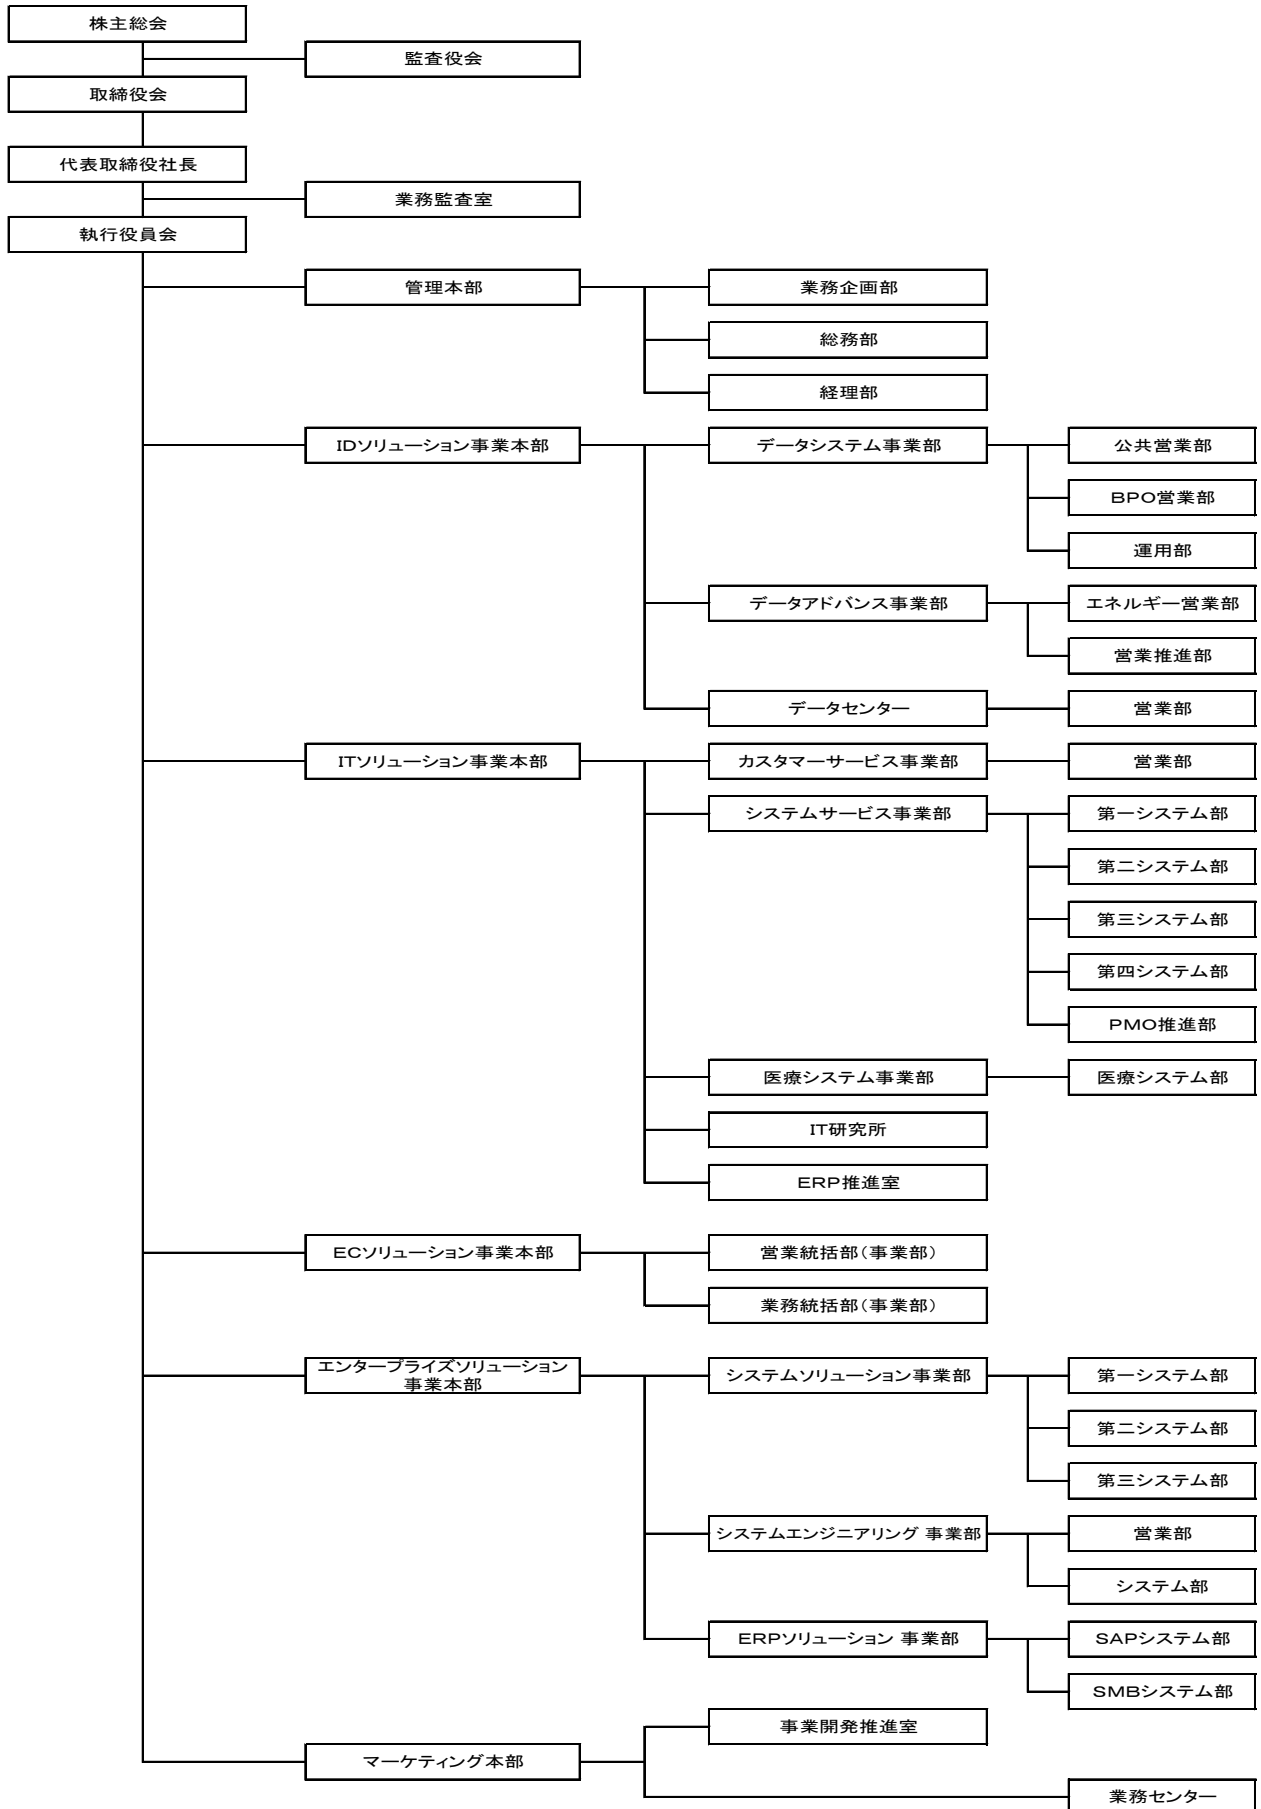 株主総会
監査役会
取締役会
代表取締役社長
業務監査室
執行役員会
管理本部
業務企画部
総務部
経理部
IDソリューション事業本部
データシステム事業部
公共営業部
BPO営業部
運用部
データアドバンス事業部
エネルギー営業部
営業推進部
データセンター
営業部
ITソリューション事業本部
カスタマーサービス事業部
営業部
システムサービス事業部
第一システム部
第二システム部
第三システム部
第四システム部
PMO推進部
医療システム事業部
医療システム部
IT研究所
ERP推進室
ECソリューション事業本部
営業統括部（事業部）
業務統括部（事業部）
エンタープライズソリューション
事業本部
システムソリューション事業部
第一システム部
第二システム部
第三システム部
システムエンジニアリング 事業部
営業部
システム部
ERPソリューション 事業部
SAPシステム部
SMBシステム部
事業開発推進室
マーケティング本部
業務センター